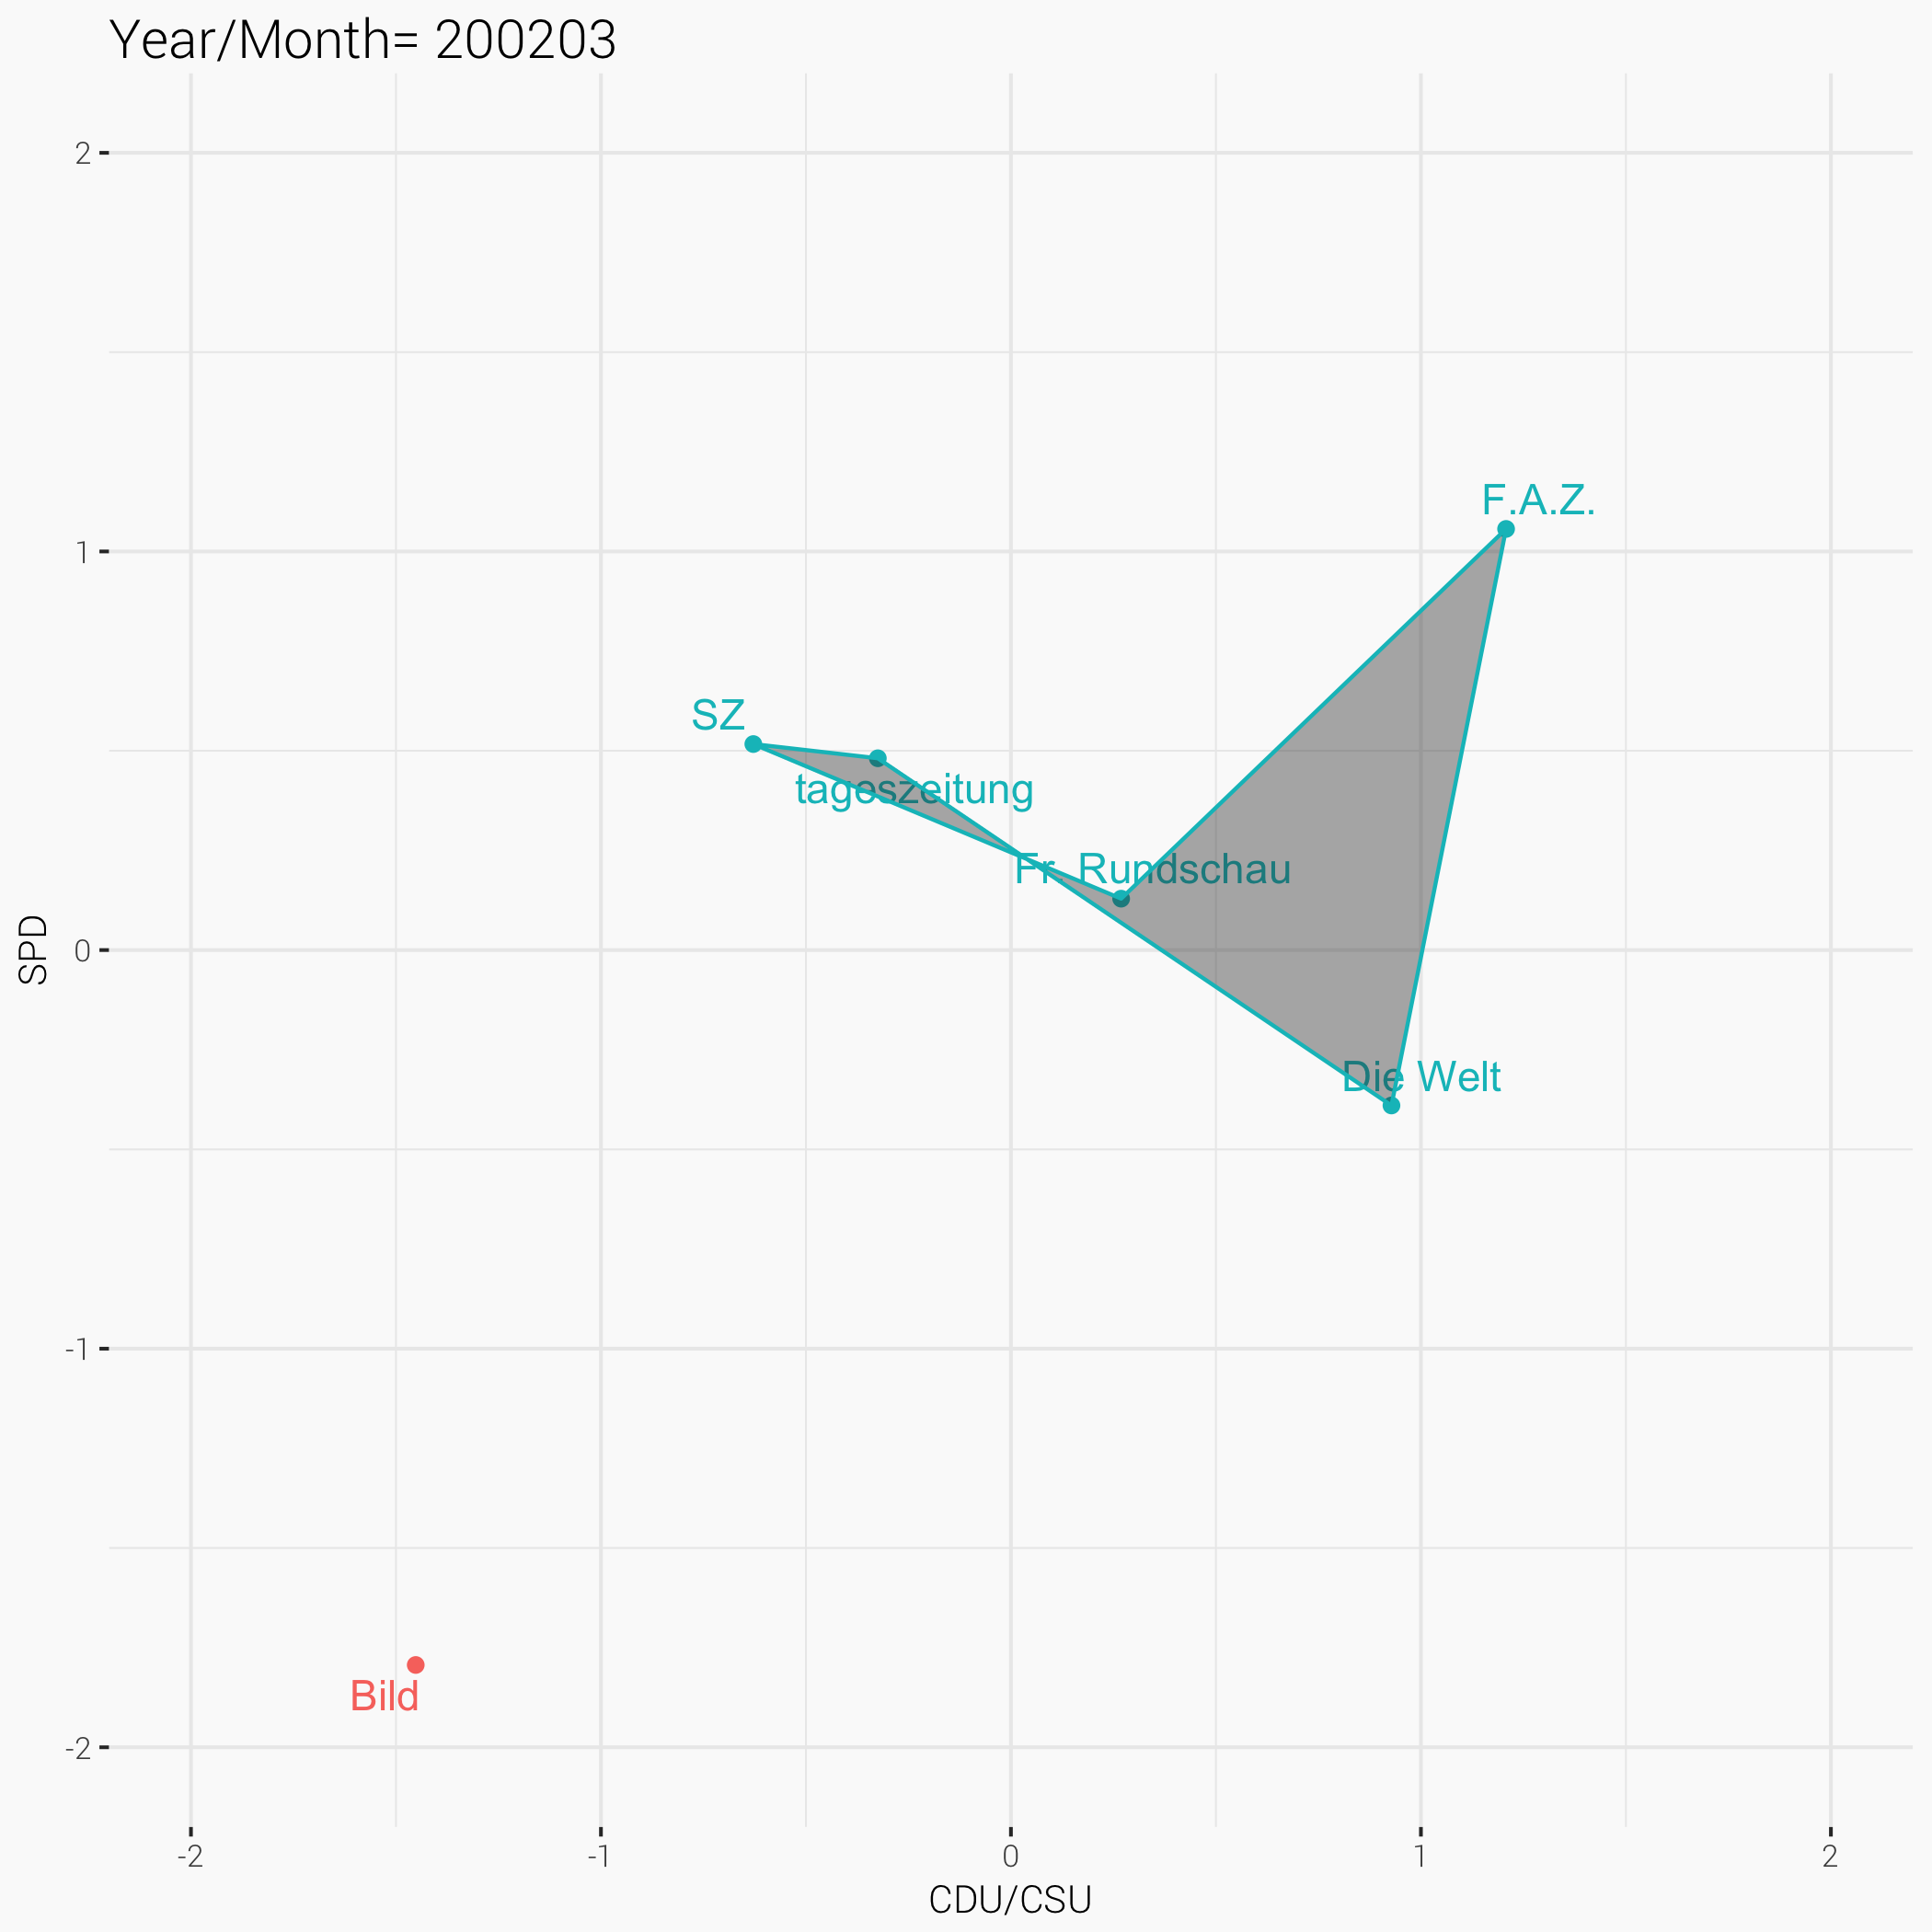 Year/Month= 200203
2
1
0
-1
-2
SPD
F.A.Z.
SZ
tageszeitung
Fr. Rundschau
Die Welt
Bild
-2
-1
0
1
2
CDU/CSU